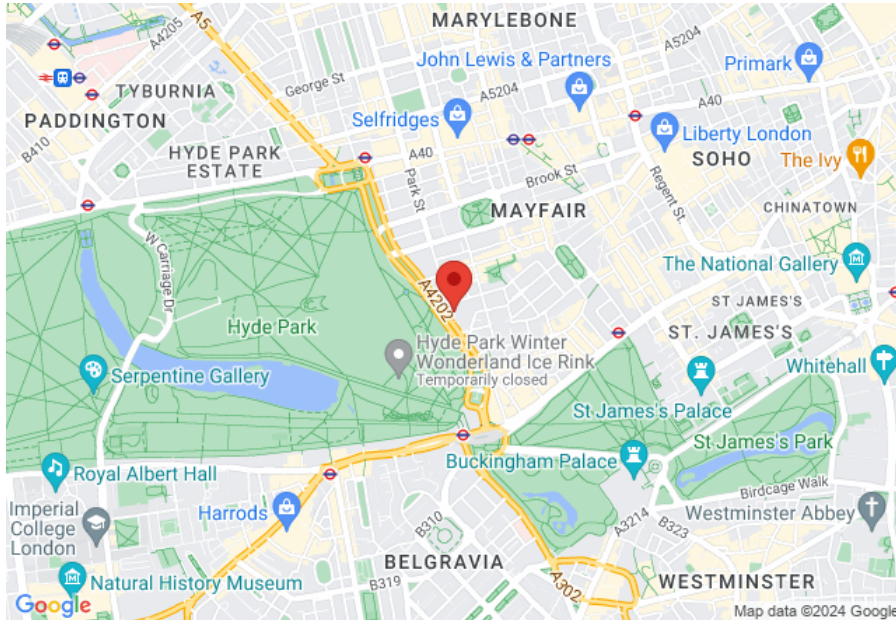 MARYLEBONE
A4205
A5
John Lewis & Partners
A5204
Primark
George St
TYBURNIA
A5204
A40
Selfridges
PADDINGTON
Liberty London
B410
HYDE PARK
ESTATE
A40
SOHO
The Ivy
Park St
Brook St
Regent St.
MAYFAIR
CHINATOWN
W Carriage Dr
The National Gallery
A4202
ST JAMES'S
Hyde Park
Hyde Park Winter
Wonderland Ice Rink
Temporarily closed
ST. JAMES'S
Whitehall
Serpentine Gallery
St James's Palace
St James's Park
Royal Albert Hall
Buckingham Palace
Birdcage Walk
Imperial
College
London
Harrods
B310
A3214
B323
Westminster Abbey
BELGRAVIA
Natural History Museum
B319
A302
WESTMINSTER
Google
Map data ©2024 Google